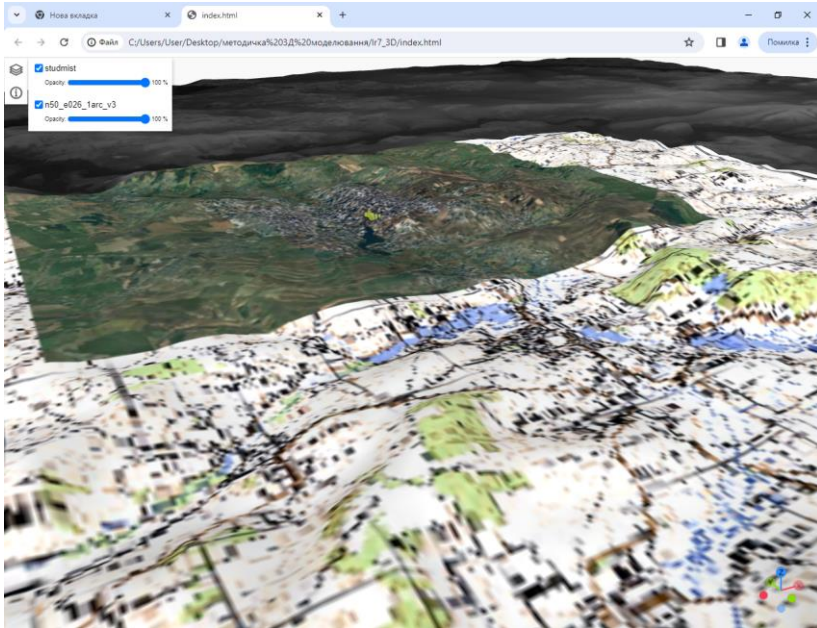 Нова вкладка
index.html
Файл
C:/Users/User/Desktop/методичка%203Д%20моделювання/lr7_3D/index.html
Помилка
studmist
Opacity: 100 %
n50_e026_1arc_v3
Opacity: 100 %